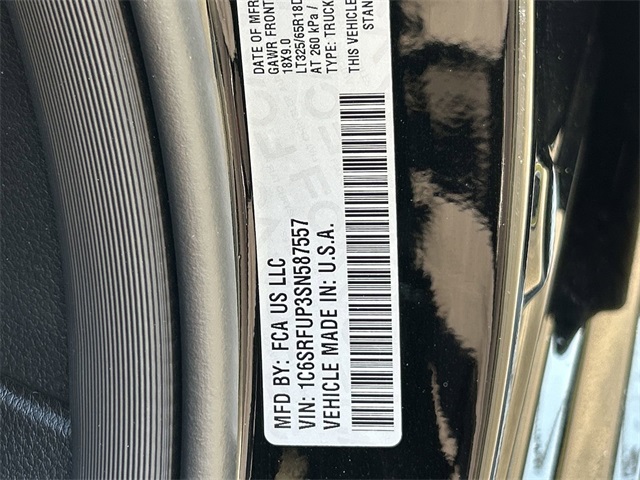 MFD BY: FCA US LLC
VIN: 1C6SRFUP3SN587557
VEHICLE MADE IN: U.S.A.
DATE OF MFR
GAWR FRONT
18X9.0
LT325/65R18D
AT 260 kPa /
TYPE: TRUCK
THIS VEHICLE
STAN